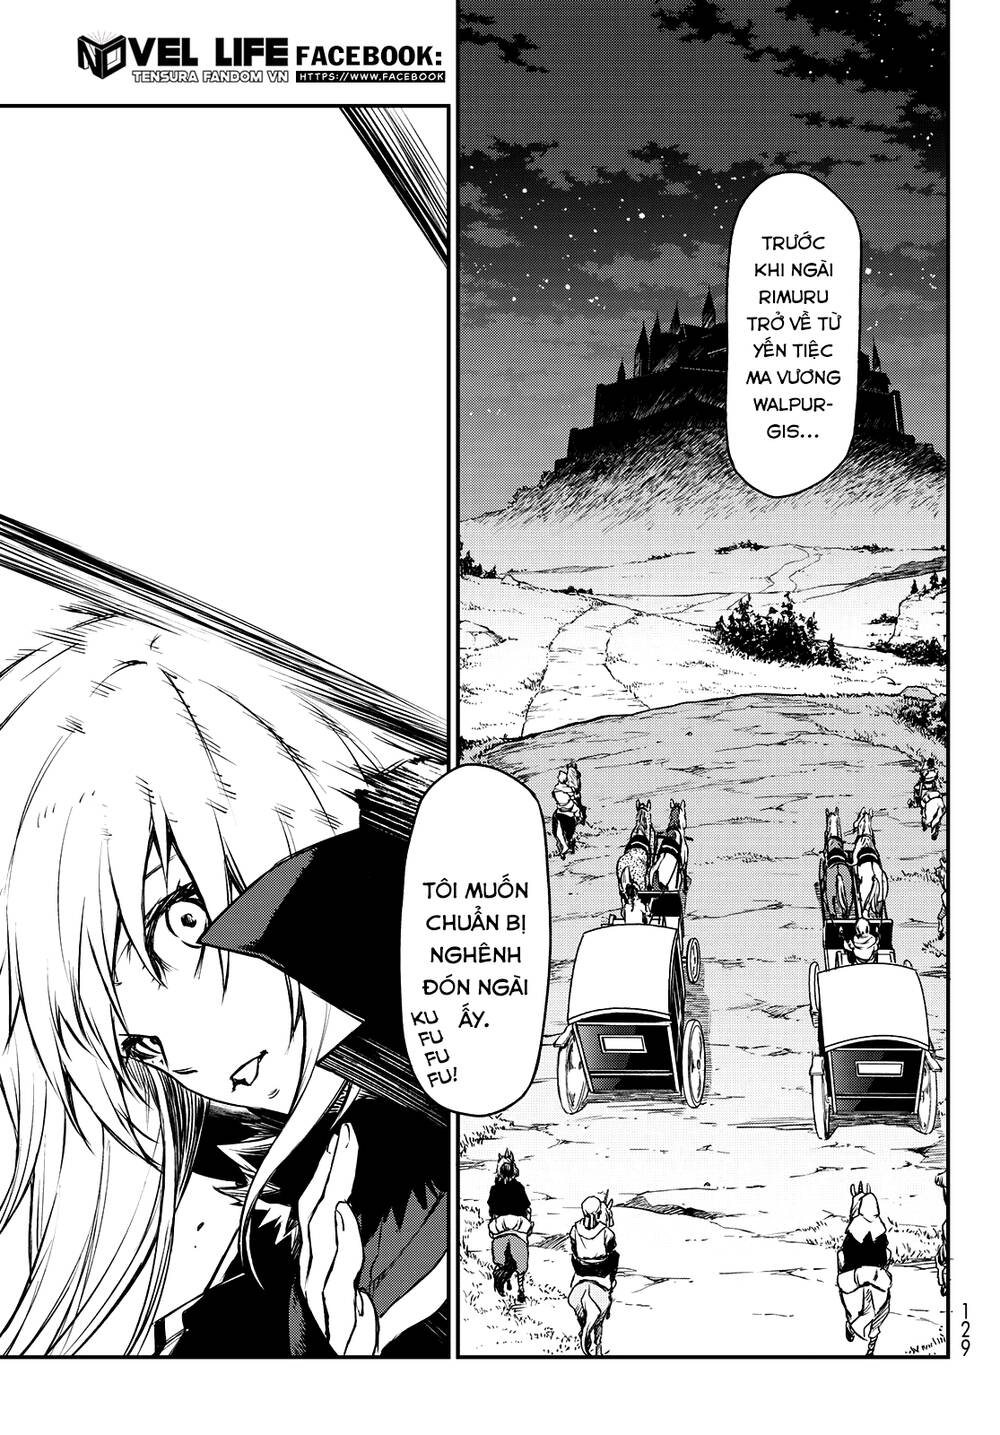 NOVEL LIFE FACEBOOK:
TENSURA FANDOM VN HTTPS://WWW.FACEBOOK
TRƯỚC
KHI NGÀI
RIMURU
TRỞ VỀ TỪ
YẾN TIỆC
MA VƯƠNG
WALPUR-
GIS...
TÔI MUỐN
CHUẨN BỊ
NGHÊNH
ĐÓN NGÀI
ẤY.
KU
FU
FU
FU!
129